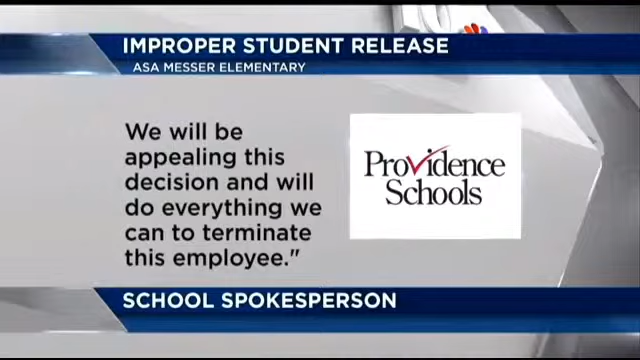 IMPROPER STUDENT RELEASE
ASA MESSER ELEMENTARY
We will be
appealing this
decision and will
do everything we
can to terminate
this employee."
Providence
Schools
SCHOOL SPOKESPERSON